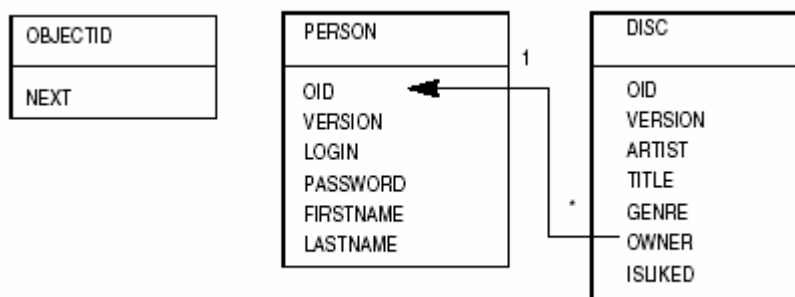 OBJECTID
NEXT
PERSON
OID
VERSION
LOGIN
PASSWORD
FIRSTNAME
LASTNAME
1
*
DISC
OID
VERSION
ARTIST
TITLE
GENRE
OWNER
ISLIKED